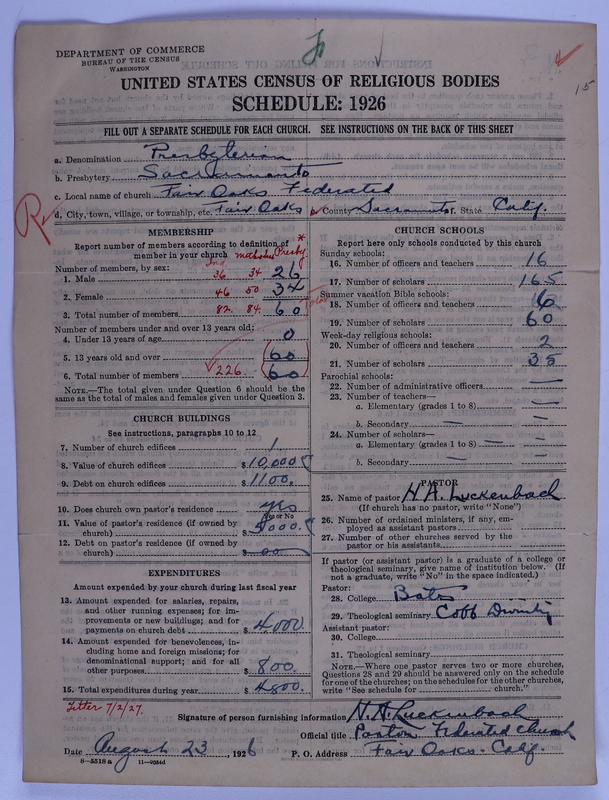 DEPARTMENT OF COMMERCE
BUREAU OF THE CENSUS
WASHINGTON
15
UNITED STATES CENSUS OF RELIGIOUS BODIES
SCHEDULE: 1926
FILL OUT A SEPARATE SCHEDULE FOR EACH CHURCH. SEE INSTRUCTIONS ON THE BACK OF THIS SHEET
a. Denomination Presbyterian
b. Presbytery Sacramento
c. Local name of church Fair Oaks Federated
d. City, town, village, or township, etc. Fair Oaks e. County Sacramento f. State Calif.
MEMBERSHIP
Report number of members according to definition of
member in your church Methodist Presby. *
Number of members, by sex:
1. Male 36 34 26
2. Female 46 50 34
3. Total number of members 82. 84. 60
Number of members under and over 13 years old:
4. Under 13 years of age 0
5. 13 years old and over 60
6. Total number of members 226 60
NOTE.—The total given under Question 6 should be
the same as the total of males and females given under Question 3.
CHURCH BUILDINGS
See instructions, paragraphs 10 to 12
7. Number of church edifices 1
8. Value of church edifices $10,000
9. Debt on church edifices $1100.
10. Does church own pastor's residence yes
Yes or No
11. Value of pastor's residence (if owned by
church) $5000.
12. Debt on pastor's residence (if owned by
church) $00
EXPENDITURES
Amount expended by your church during last fiscal year
13. Amount expended for salaries, repairs,
and other running expenses; for im-
provements or new buildings; and for
payments on church debt $4000.
14. Amount expended for benevolences, in-
cluding home and foreign missions; for
denominational support; and for all
other purposes $800.
15. Total expenditures during year $4800.
CHURCH SCHOOLS
Report here only schools conducted by this church
Sunday schools:
16. Number of officers and teachers 16
17. Number of scholars 165
Summer vacation Bible schools:
18. Number of officers and teachers 6
19. Number of scholars 60
Week-day religious schools:
20. Number of officers and teachers 2
21. Number of scholars 35
Parochial schools:
22. Number of administrative officers —
23. Number of teachers—
a. Elementary (grades 1 to 8) —
b. Secondary —
24. Number of scholars—
a. Elementary (grades 1 to 8) —
b. Secondary —
PASTOR
25. Name of pastor H. A. Luckenbach
(If church has no pastor, write "None")
26. Number of ordained ministers, if any, em-
ployed as assistant pastors
27. Number of other churches served by the
pastor or his assistants
If pastor (or assistant pastor) is a graduate of a college or
theological seminary, give name of institution below. (If
not a graduate, write "No" in the space indicated.)
Pastor:
28. College Bates
29. Theological seminary Cobb Divinity
Assistant pastor:
30. College
31. Theological seminary
NOTE.—Where one pastor serves two or more churches,
Questions 28 and 29 should be answered only on the schedule
for one of the churches; on the schedules for the other churches,
write "See schedule for church."
Letter 7/2/27.
Signature of person furnishing information H. A. Luckenbach
Official title Pastor Federated Church
Date August 23, 1926 P. O. Address Fair Oaks - Calif.
8—5518 a 11—9034d